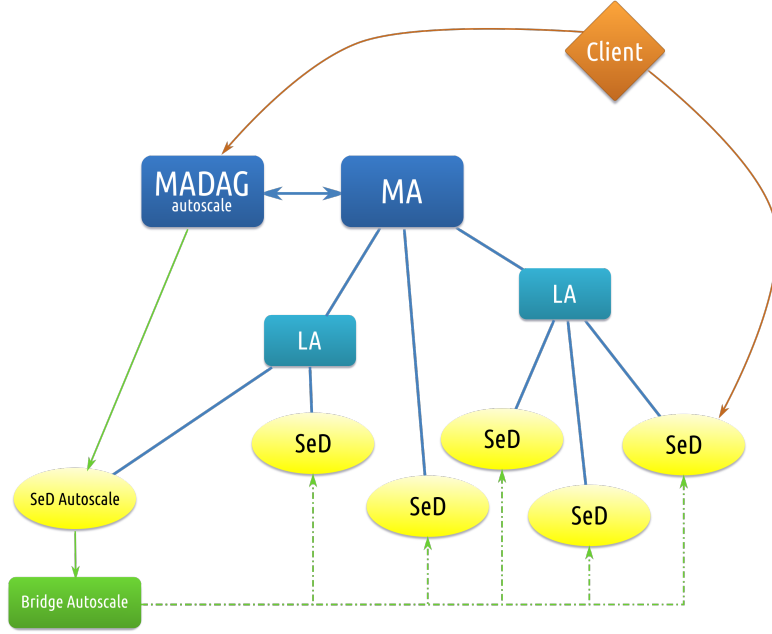 Client
MADAG
autoscale
MA
LA
LA
SeD
SeD
SeD
SeD Autoscale
SeD
SeD
Bridge Autoscale